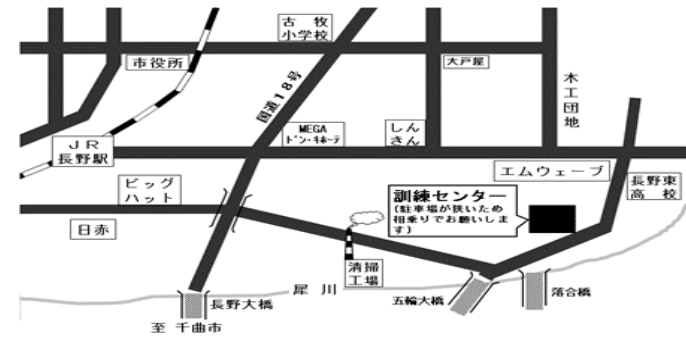 古牧
小学校
市役所
大戸屋
木工団地
国道18号
MEGA
ドン・キホーテ
しん
きん
JR
長野駅
エムウェーブ
長野東
高校
ビッグ
ハット
訓練センター
(駐車場が狭いため
相乗りでお願いしま
す)
日赤
清掃
工場
犀川
長野大橋
五輪大橋
落合橋
至 千曲市